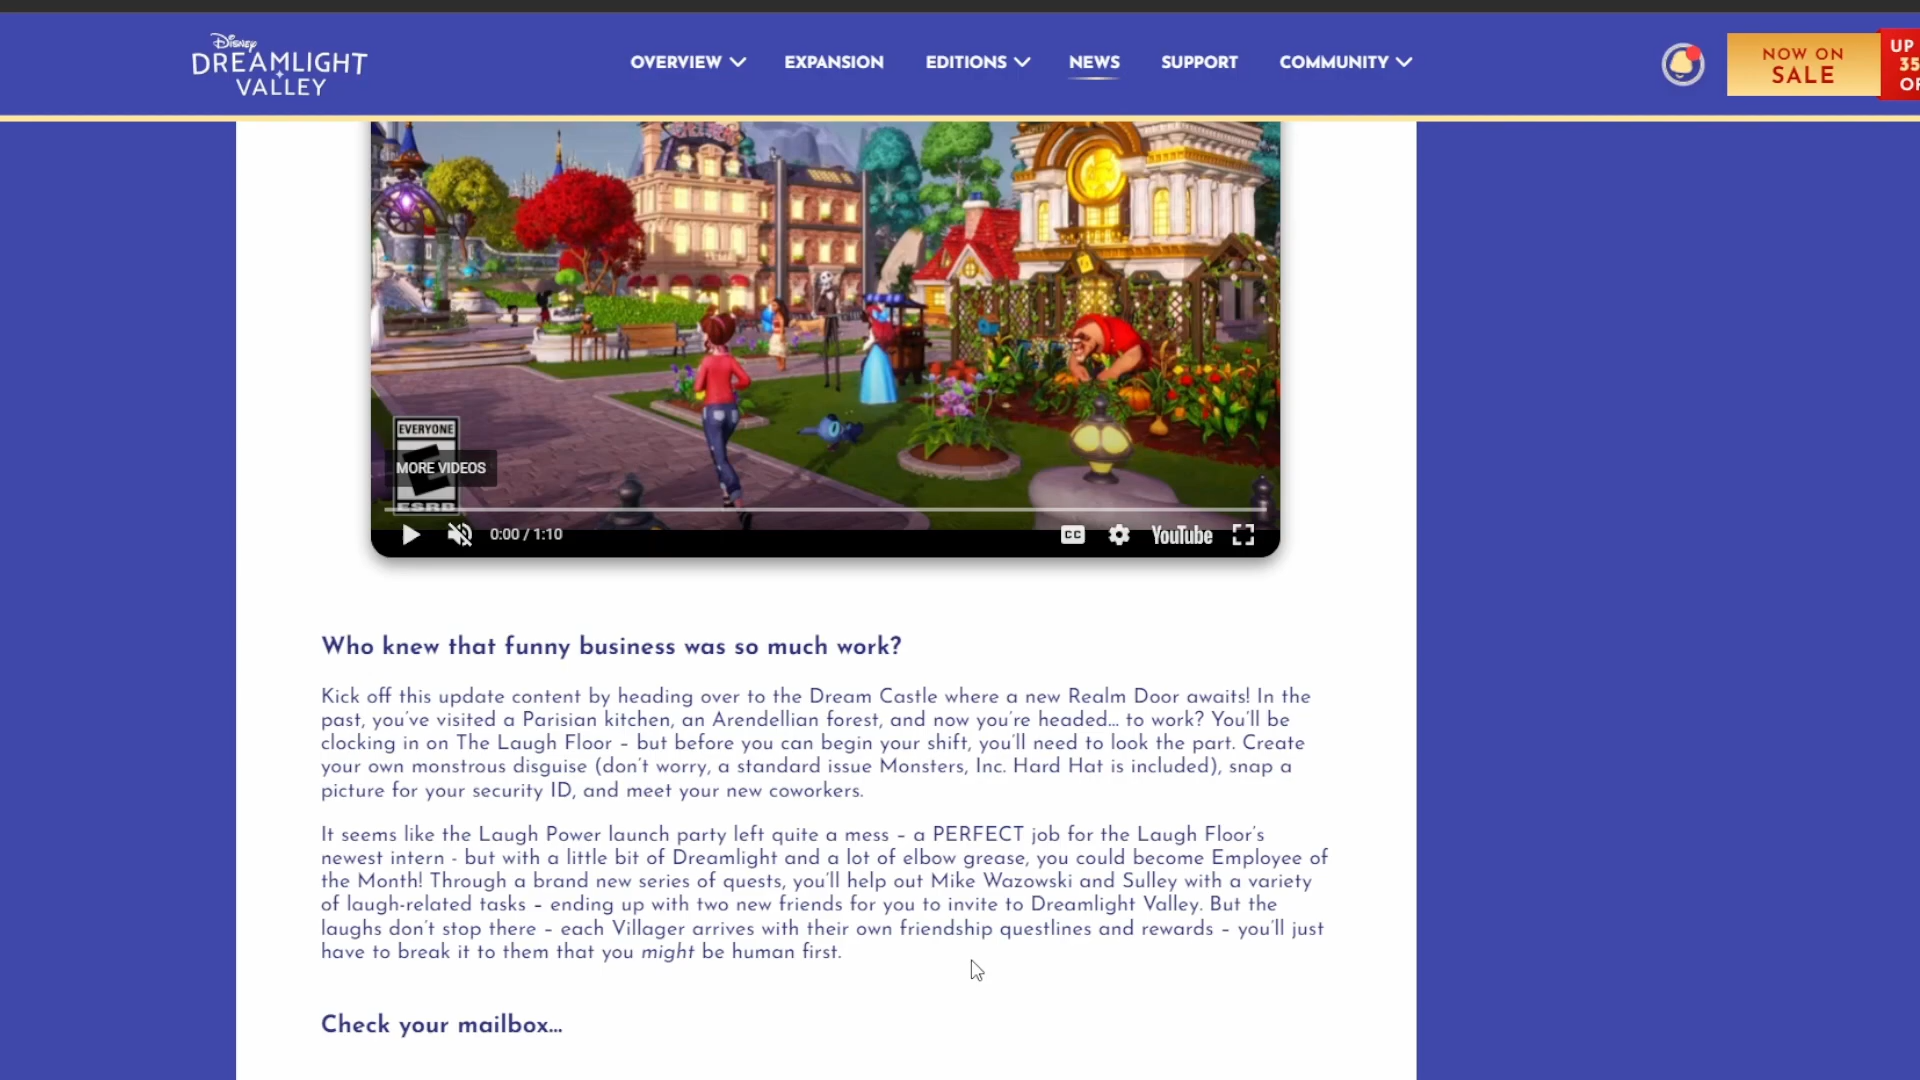 Disney
DREAMLIGHT
VALLEY
OVERVIEW
EXPANSION
EDITIONS
NEWS
SUPPORT
COMMUNITY
NOW ON
SALE
UP
35
EVERYONE
E
ESRB
MORE VIDEOS
0:00 / 1:10
CC
YouTube
Who knew that funny business was so much work?
Kick off this update content by heading over to the Dream Castle where a new Realm Door awaits! In the
past, you've visited a Parisian kitchen, an Arendellian forest, and now you're headed... to work? You'll be
clocking in on The Laugh Floor – but before you can begin your shift, you'll need to look the part. Create
your own monstrous disguise (don't worry, a standard issue Monsters, Inc. Hard Hat is included), snap a
picture for your security ID, and meet your new coworkers.
It seems like the Laugh Power launch party left quite a mess – a PERFECT job for the Laugh Floor's
newest intern - but with a little bit of Dreamlight and a lot of elbow grease, you could become Employee of
the Month! Through a brand new series of quests, you'll help out Mike Wazowski and Sulley with a variety
of laugh-related tasks – ending up with two new friends for you to invite to Dreamlight Valley. But the
laughs don't stop there – each Villager arrives with their own friendship questlines and rewards – you'll just
have to break it to them that you might be human first.
Check your mailbox...